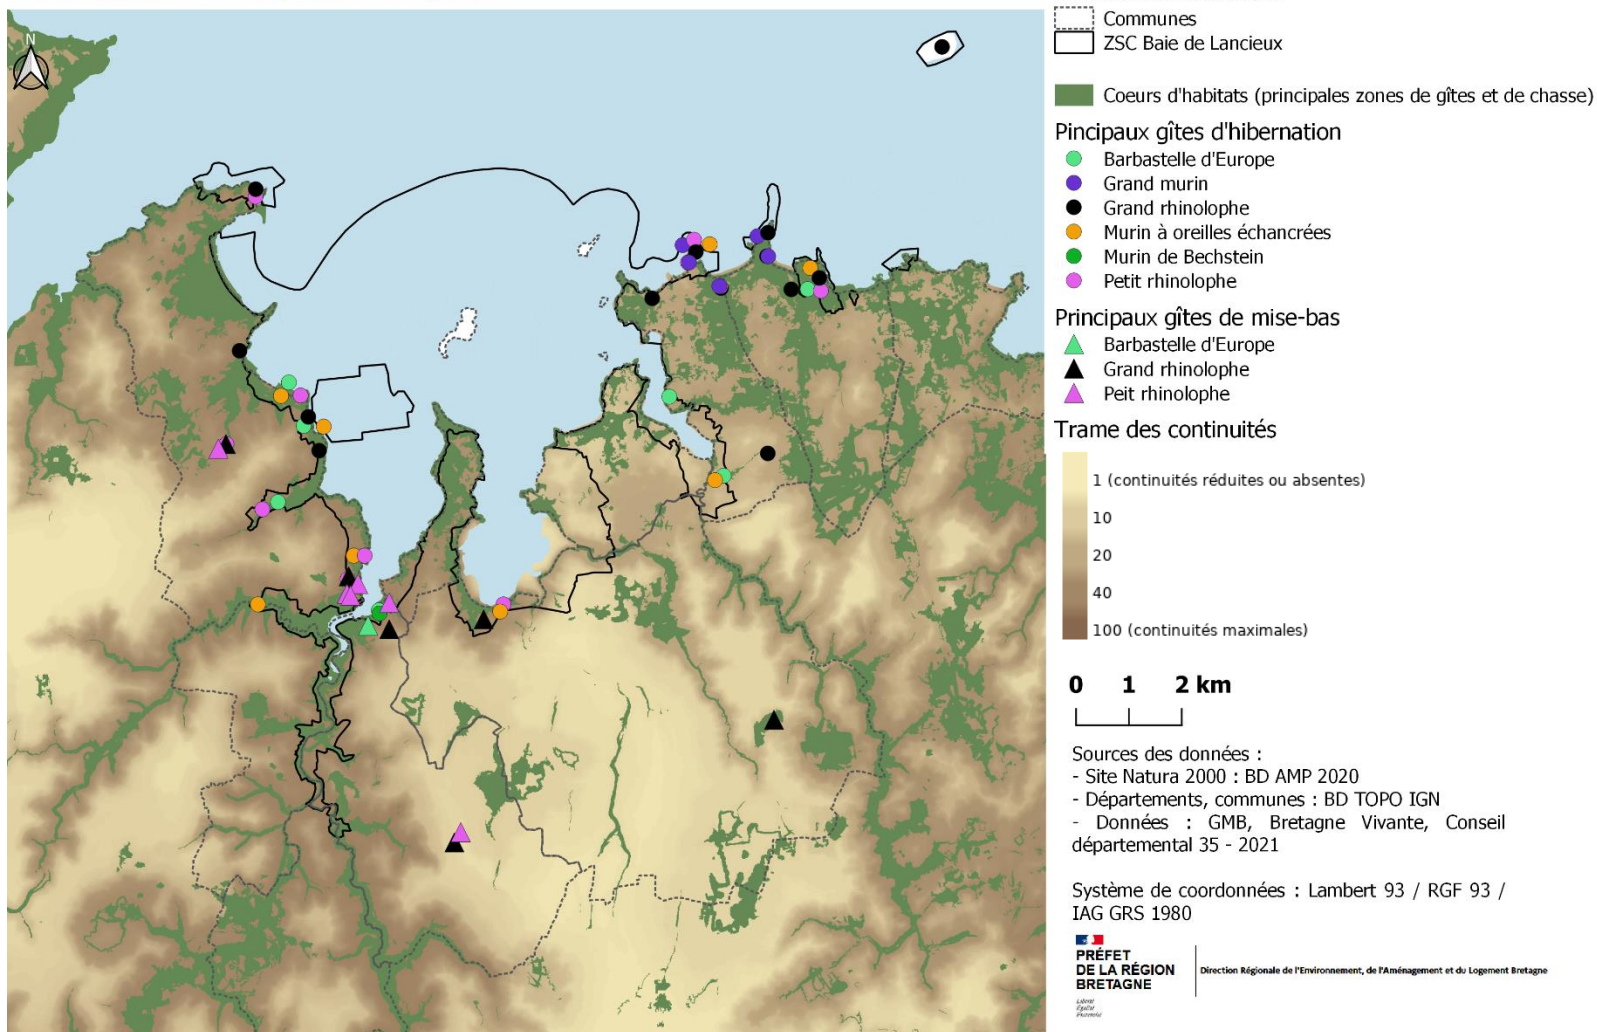 N
Communes
ZSC Baie de Lancieux
Coeurs d'habitats (principales zones de gîtes et de chasse)
Pincipaux gîtes d'hibernation
Barbastelle d'Europe
Grand murin
Grand rhinolophe
Murin à oreilles échancrées
Murin de Bechstein
Petit rhinolophe
Principaux gîtes de mise-bas
Barbastelle d'Europe
Grand rhinolophe
Peit rhinolophe
Trame des continuités
1 (continuités réduites ou absentes)
10
20
40
100 (continuités maximales)
0 1 2 km
Sources des données :
- Site Natura 2000 : BD AMP 2020
- Départements, communes : BD TOPO IGN
- Données : GMB, Bretagne Vivante, Conseil
départemental 35 - 2021
Système de coordonnées : Lambert 93 / RGF 93 /
IAG GRS 1980
PRÉFET
DE LA RÉGION
BRETAGNE
Direction Régionale de l'Environnement, de l'Aménagement et du Logement Bretagne
Liberté
Égalité
Fraternité